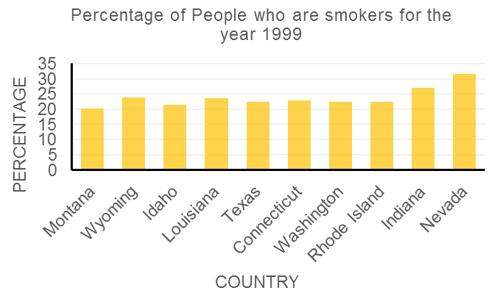 Percentage of People who are smokers for the
year 1999
PERCENTAGE
35
30
25
20
15
10
5
0
Montana
Wyoming
Idaho
Louisiana
Texas
Connecticut
Washington
Rhode Island
Indiana
Nevada
COUNTRY